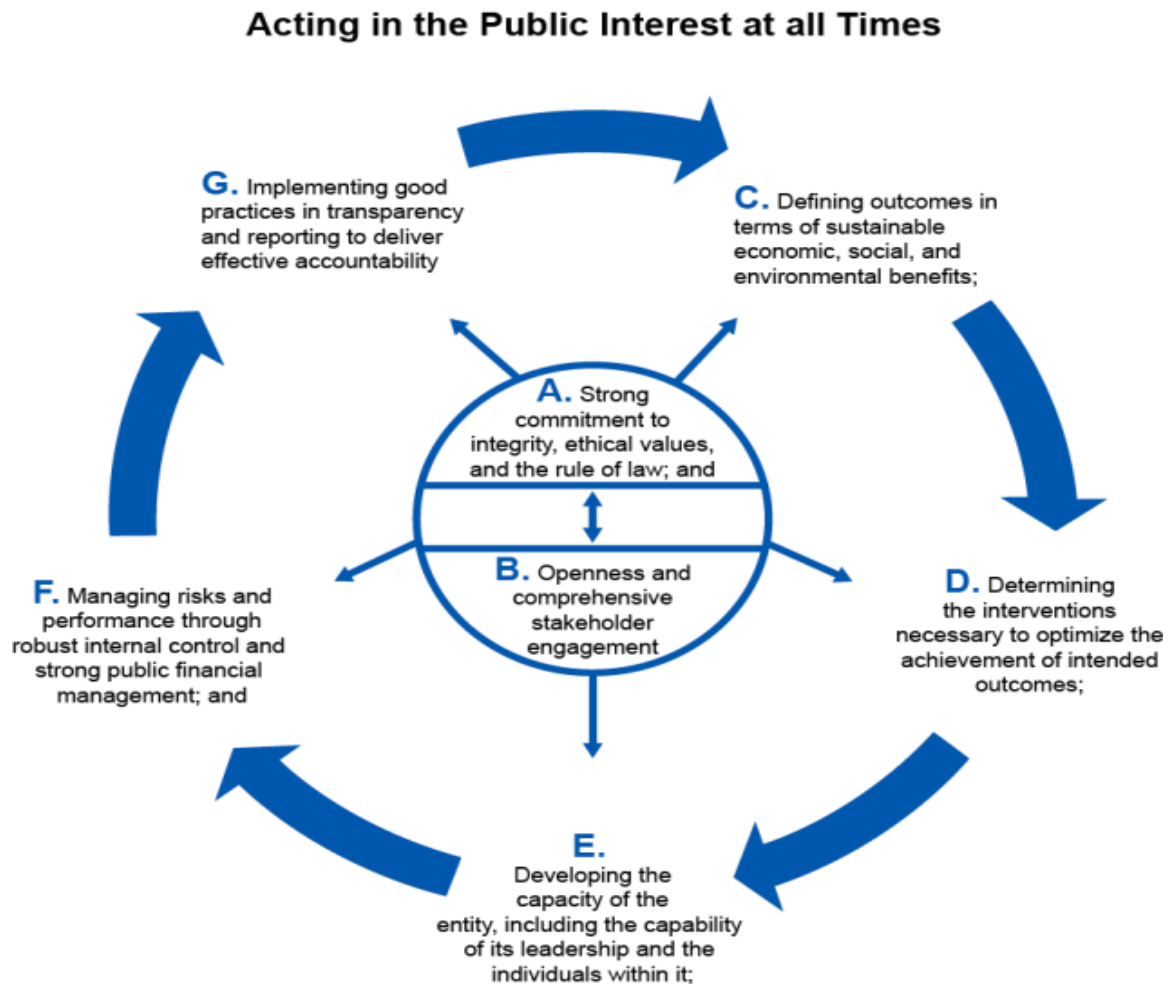 Acting in the Public Interest at all Times
G. Implementing good
practices in transparency
and reporting to deliver
effective accountability
C. Defining outcomes in
terms of sustainable
economic, social, and
environmental benefits;
A. Strong
commitment to
integrity, ethical values,
and the rule of law; and
B. Openness and
comprehensive
stakeholder
engagement
F. Managing risks and
performance through
robust internal control and
strong public financial
management; and
D. Determining
the interventions
necessary to optimize the
achievement of intended
outcomes;
E.
Developing the
capacity of the
entity, including the capability
of its leadership and the
individuals within it;